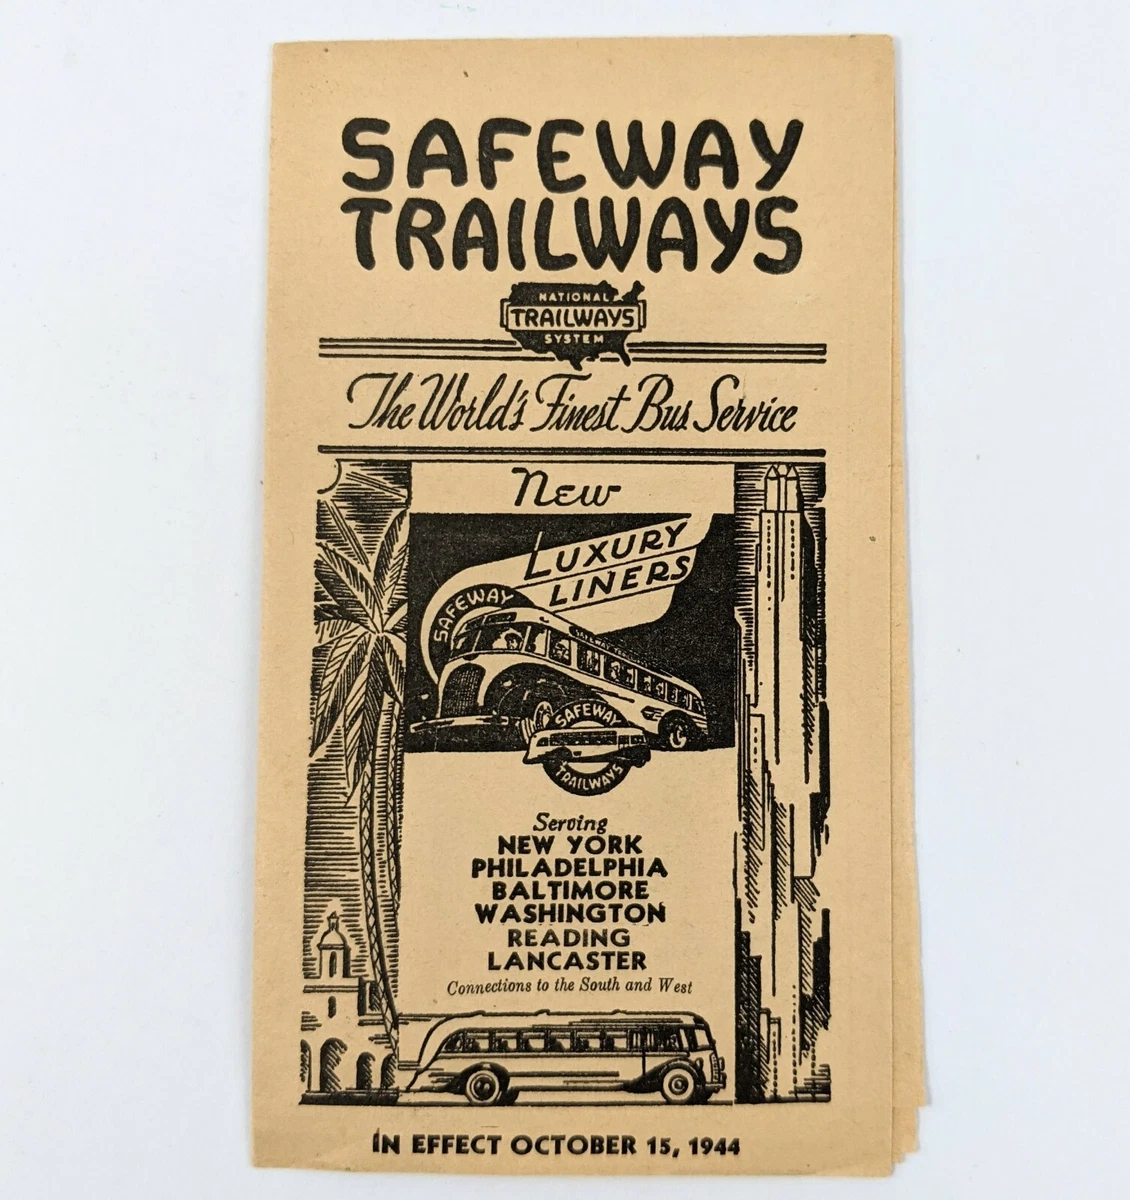 SAFEWAY
TRAILWAYS
NATIONAL
TRAILWAYS
SYSTEM
The World's Finest Bus Service
New
LUXURY
LINERS
SAFEWAY
SAFEWAY
TRAILWAYS
Serving
NEW YORK
PHILADELPHIA
BALTIMORE
WASHINGTON
READING
LANCASTER
Connections to the South and West
IN EFFECT OCTOBER 15, 1944